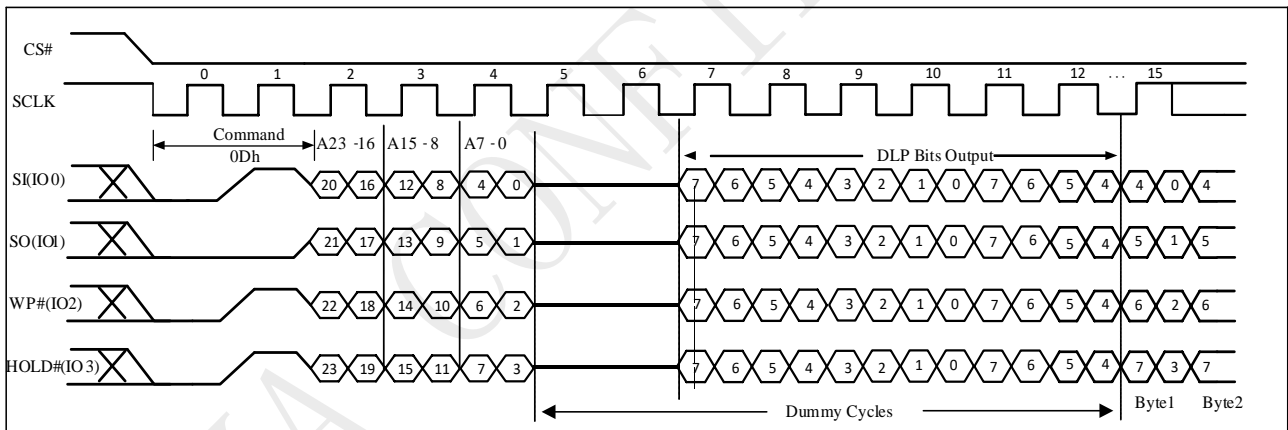 CS#
0 1 2 3 4 5 6 7 8 9 10 11 12 ... 15
SCLK
Command
0Dh
A23 -16 A15 - 8 A7 - 0
DLP Bits Output
SI(IO0) 20 16 12 8 4 0 7 6 5 4 3 2 1 0 7 6 5 4 4 0 4
SO(IO1) 21 17 13 9 5 1 7 6 5 4 3 2 1 0 7 6 5 4 5 1 5
WP#(IO2) 22 18 14 10 6 2 7 6 5 4 3 2 1 0 7 6 5 4 6 2 6
HOLD#(IO3) 23 19 15 11 7 3 7 6 5 4 3 2 1 0 7 6 5 4 7 3 7
Byte1 Byte2
Dummy Cycles